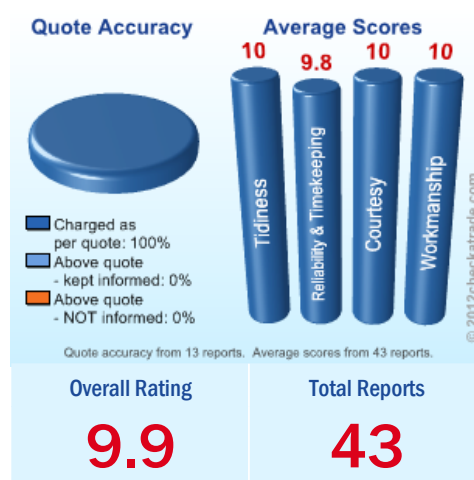 Quote Accuracy
Average Scores
10
9.8
10
10
Tidiness
Reliability & Timekeeping
Courtesy
Workmanship
Charged as
per quote: 100%
Above quote
- kept informed: 0%
Above quote
- NOT informed: 0%
© 2012checkatrade.com
Quote accuracy from 13 reports. Average scores from 43 reports.
Overall Rating
Total Reports
9.9
43